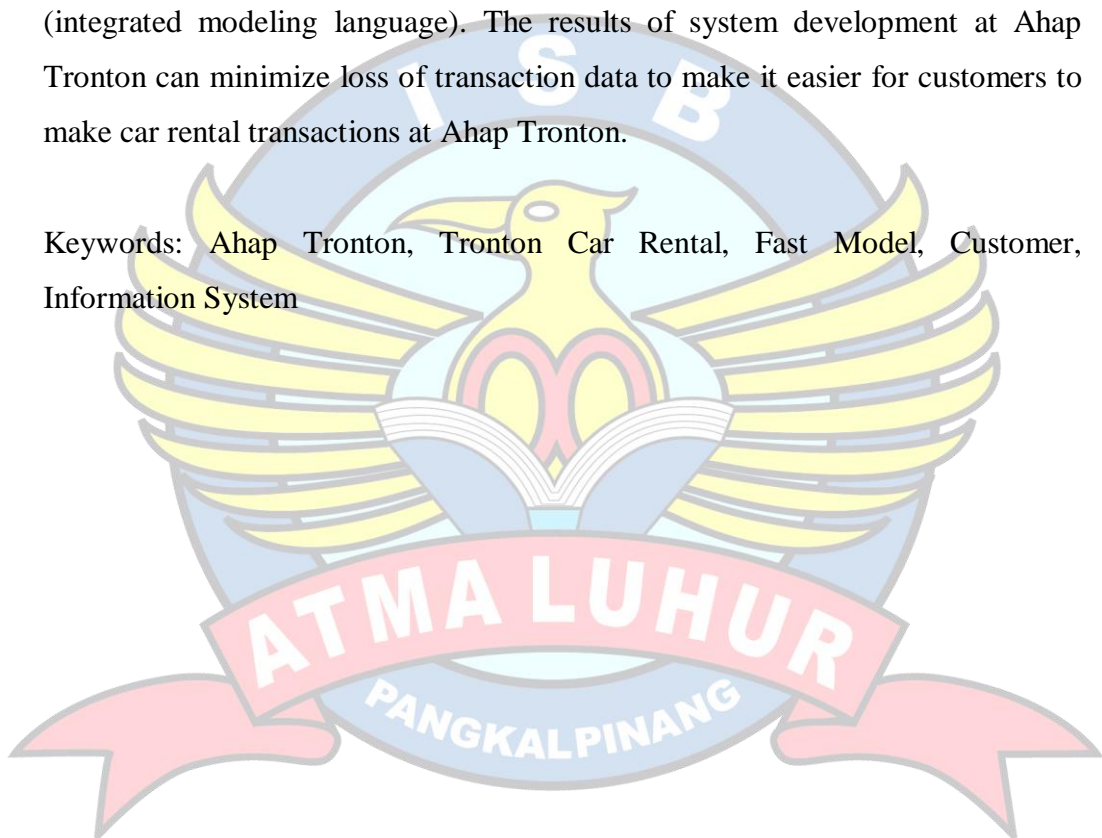 (integrated modeling language). The results of system development at Ahap
Tronton can minimize loss of transaction data to make it easier for customers to
make car rental transactions at Ahap Tronton.
Keywords: Ahap Tronton, Tronton Car Rental, Fast Model, Customer,
Information System
I S B
ATMA LUHUR
PANGKALPINANG